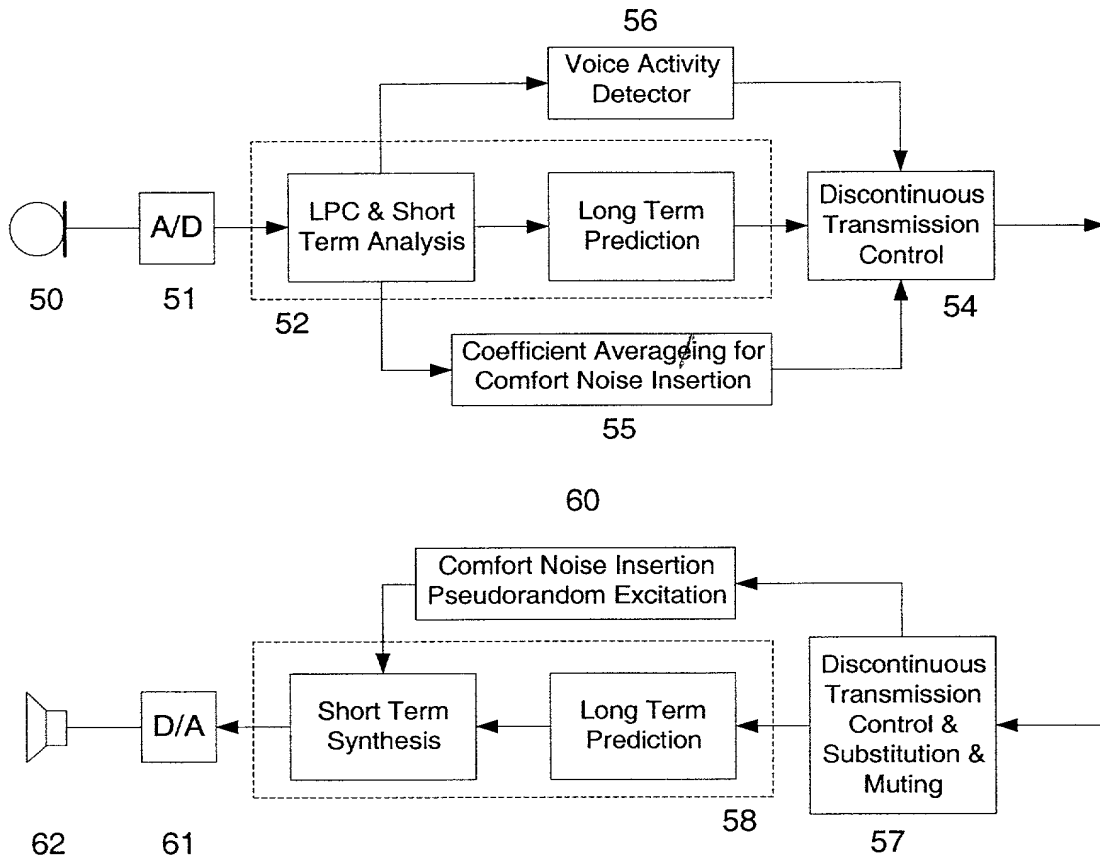 56
Voice Activity
Detector
A/D
LPC & Short
Term Analysis
Long Term
Prediction
Discontinuous
Transmission
Control
50
51
52
54
Coefficient Averageing for
Comfort Noise Insertion
55
60
Comfort Noise Insertion
Pseudorandom Excitation
D/A
Short Term
Synthesis
Long Term
Prediction
Discontinuous
Transmission
Control &
Substitution &
Muting
58
62
61
57